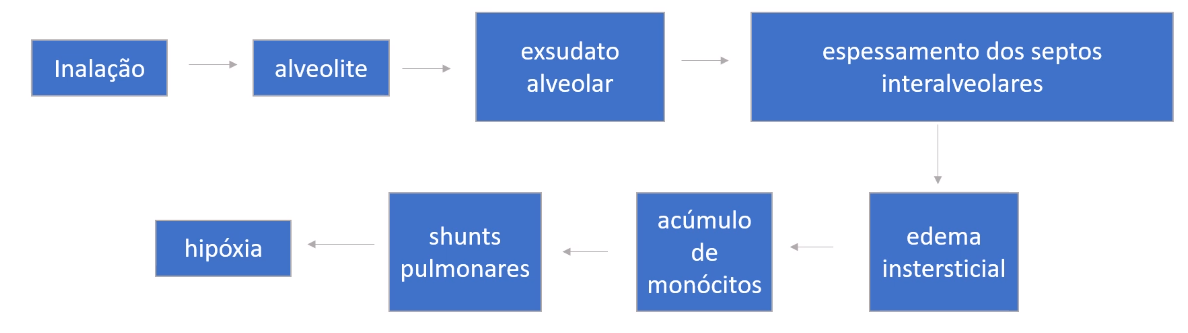 Inalação
alveolite
exsudato
alveolar
espessamento dos septos
interalveolares
edema
instersticial
acúmulo
de
monócitos
shunts
pulmonares
hipóxia